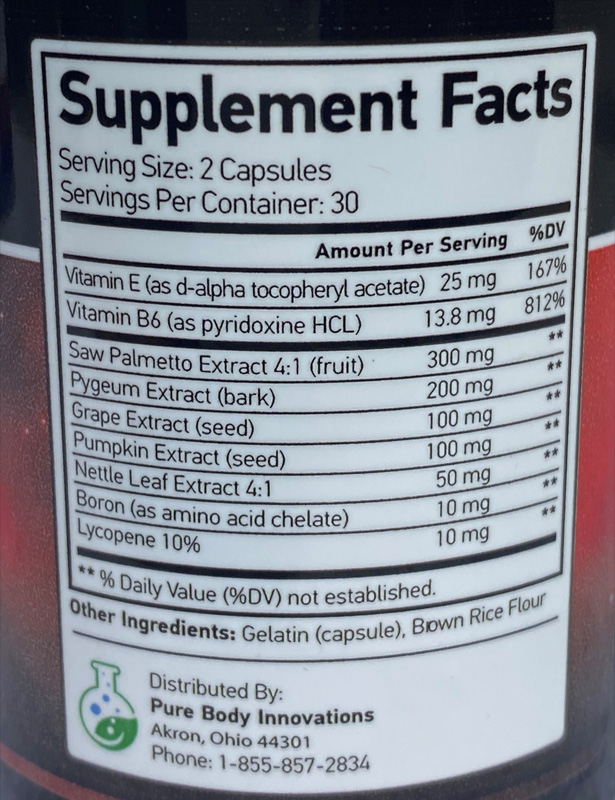 Supplement Facts
Serving Size: 2 Capsules
Servings Per Container: 30
Amount Per Serving %DV
Vitamin E (as d-alpha tocopheryl acetate) 25 mg 167%
Vitamin B6 (as pyridoxine HCL) 13.8 mg 812%
Saw Palmetto Extract 4:1 (fruit) 300 mg **
Pygeum Extract (bark) 200 mg **
Grape Extract (seed) 100 mg **
Pumpkin Extract (seed) 100 mg **
Nettle Leaf Extract 4:1 50 mg **
Boron (as amino acid chelate) 10 mg **
Lycopene 10% 10 mg **
** % Daily Value (%DV) not established.
Other Ingredients: Gelatin (capsule), Brown Rice Flour
Distributed By:
Pure Body Innovations
Akron, Ohio 44301
Phone: 1-855-857-2834